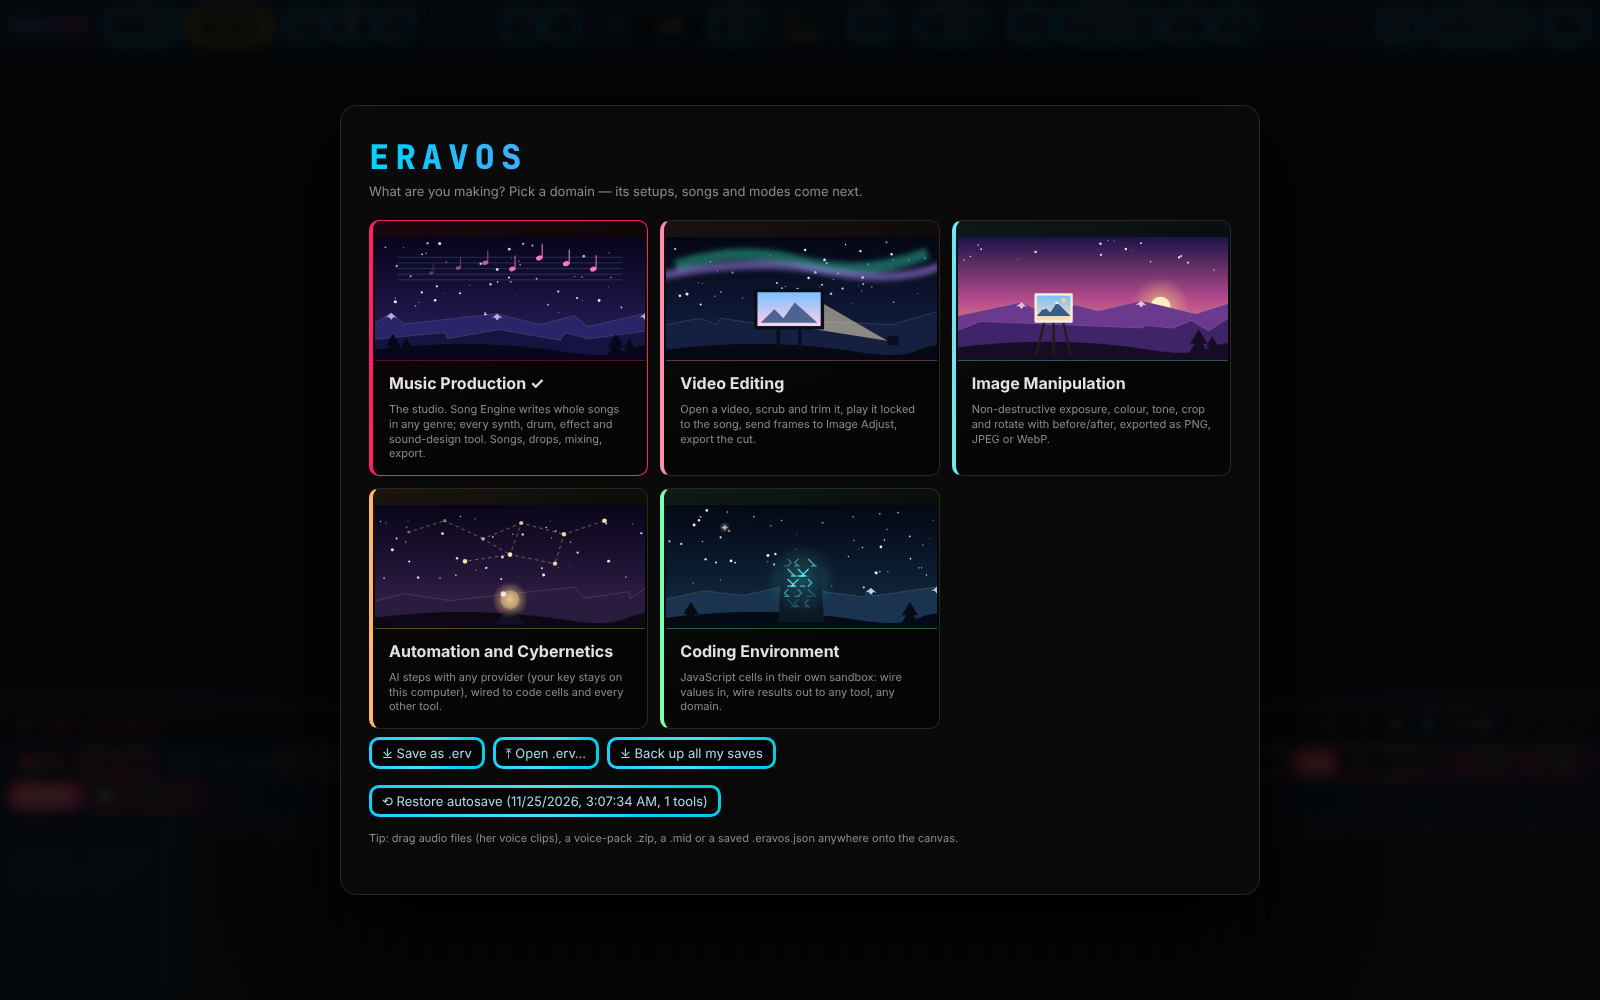 ERAVOS
What are you making? Pick a domain — its setups, songs and modes come next.
Music Production ✓
The studio. Song Engine writes whole songs
in any genre; every synth, drum, effect and
sound-design tool. Songs, drops, mixing,
export.
Video Editing
Open a video, scrub and trim it, play it locked
to the song, send frames to Image Adjust,
export the cut.
Image Manipulation
Non-destructive exposure, colour, tone, crop
and rotate with before/after, exported as PNG,
JPEG or WebP.
Automation and Cybernetics
AI steps with any provider (your key stays on
this computer), wired to code cells and every
other tool.
Coding Environment
JavaScript cells in their own sandbox: wire
values in, wire results out to any tool, any
domain.
⤓ Save as .erv
⤒ Open .erv...
⤓ Back up all my saves
⟲ Restore autosave (11/25/2026, 3:07:34 AM, 1 tools)
Tip: drag audio files (her voice clips), a voice-pack .zip, a .mid or a saved .eravos.json anywhere onto the canvas.